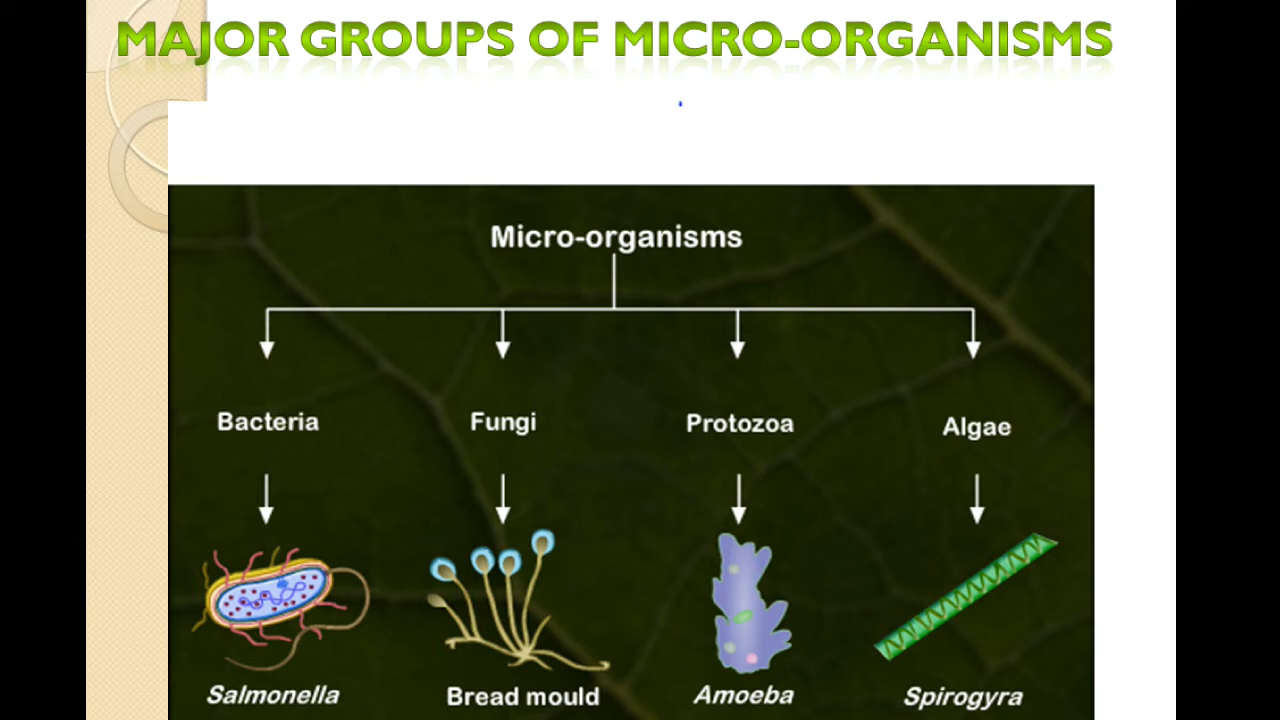 MAJOR GROUPS OF MICRO-ORGANISMS
Micro-organisms
Bacteria
Fungi
Protozoa
Algae
Salmonella
Bread mould
Amoeba
Spirogyra